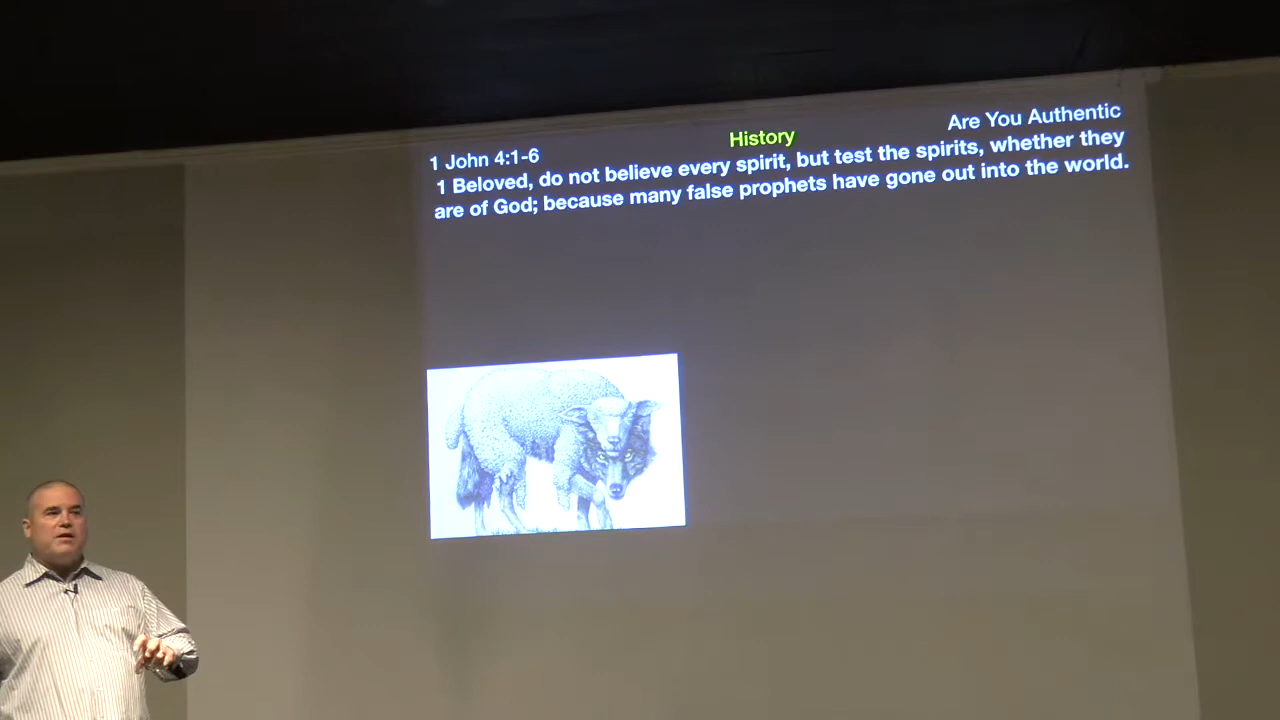 Are You Authentic
History
1 John 4:1-6
1 Beloved, do not believe every spirit, but test the spirits, whether they
are of God; because many false prophets have gone out into the world.